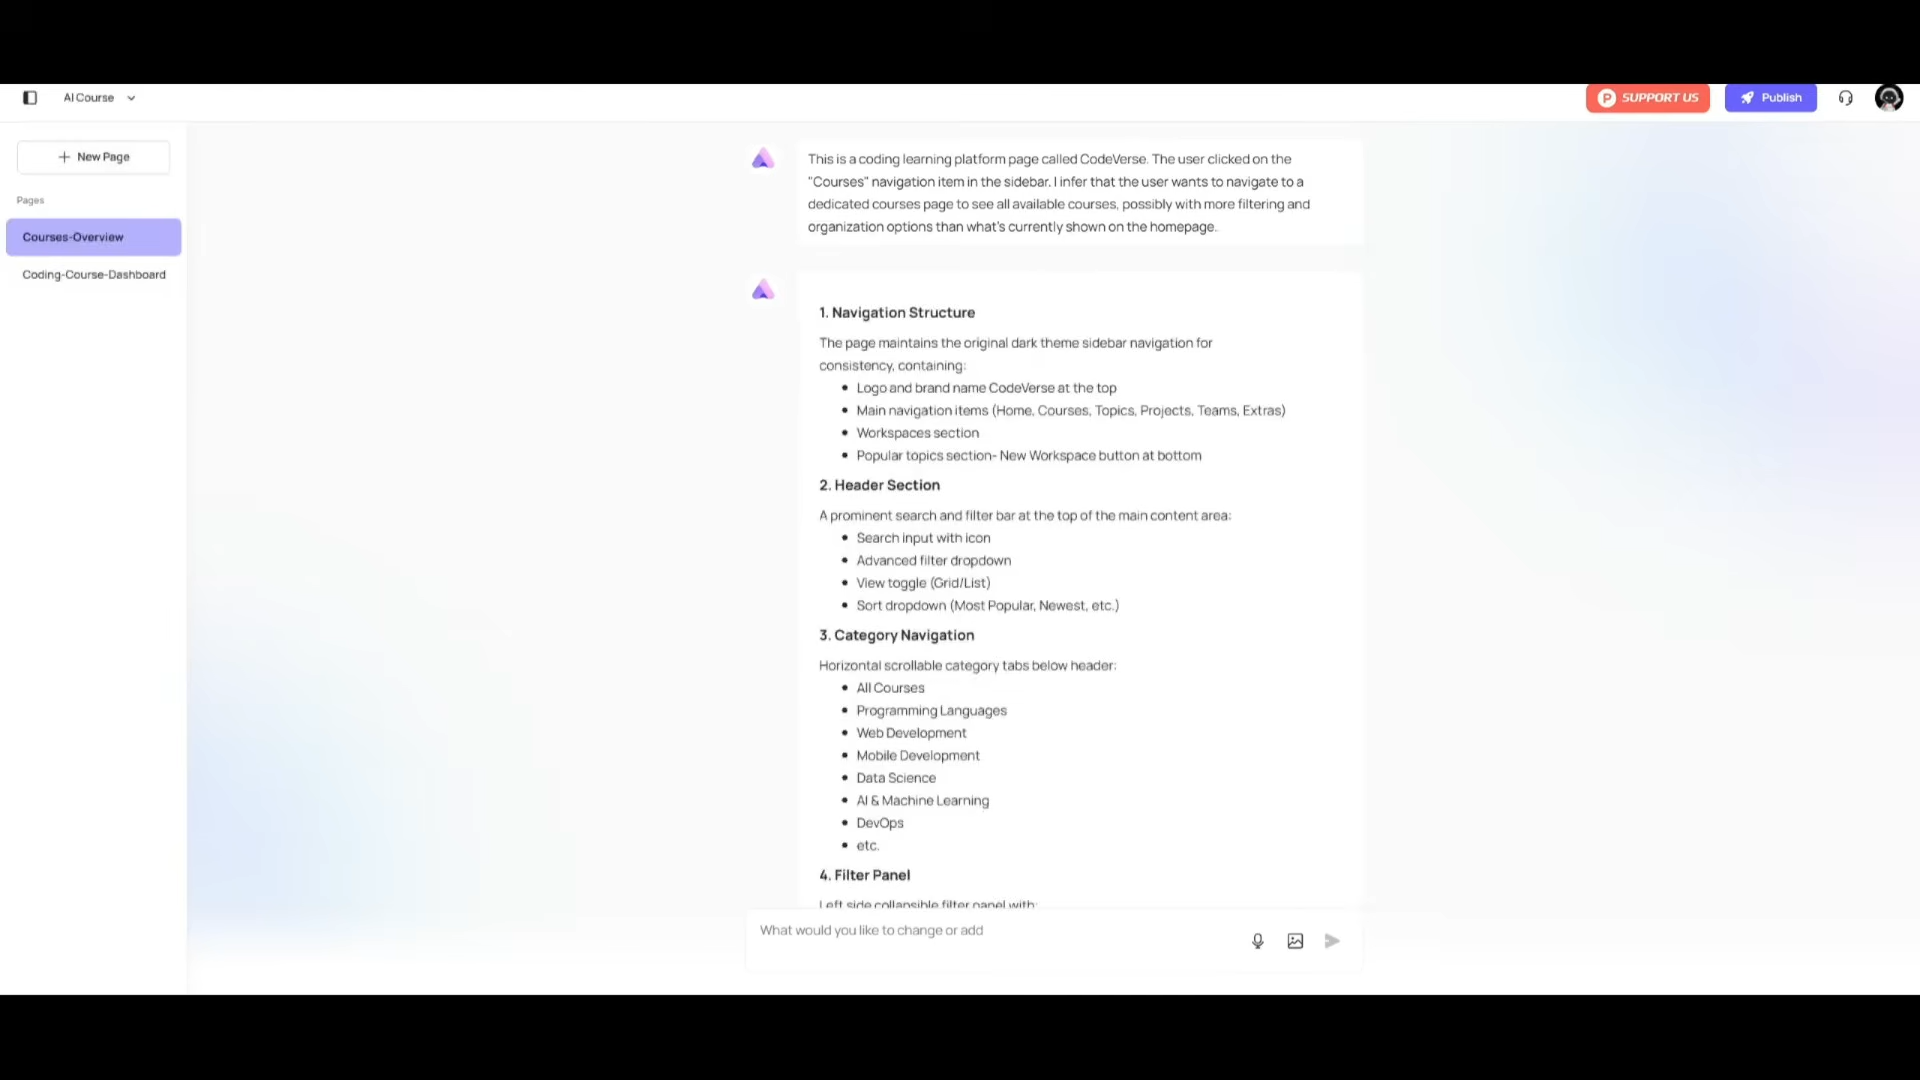 AI Course
SUPPORT US
Publish
New Page
Pages
Courses-Overview
Coding-Course-Dashboard
This is a coding learning platform page called CodeVerse. The user clicked on the
"Courses" navigation item in the sidebar. I infer that the user wants to navigate to a
dedicated courses page to see all available courses, possibly with more filtering and
organization options than what's currently shown on the homepage.
1. Navigation Structure
The page maintains the original dark theme sidebar navigation for
consistency, containing:
• Logo and brand name CodeVerse at the top
• Main navigation items (Home, Courses, Topics, Projects, Teams, Extras)
• Workspaces section
• Popular topics section- New Workspace button at bottom
2. Header Section
A prominent search and filter bar at the top of the main content area:
• Search input with icon
• Advanced filter dropdown
• View toggle (Grid/List)
• Sort dropdown (Most Popular, Newest, etc.)
3. Category Navigation
Horizontal scrollable category tabs below header:
• All Courses
• Programming Languages
• Web Development
• Mobile Development
• Data Science
• AI & Machine Learning
• DevOps
• etc.
4. Filter Panel
Left side collapsible filter panel with:
What would you like to change or add